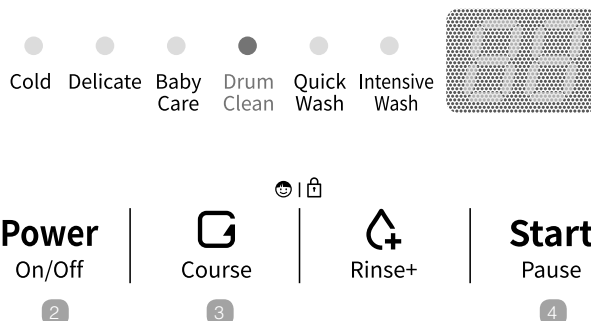 Cold Delicate Baby Care Drum Clean Quick Wash Intensive Wash
88
Power Course Rinse+ Start
On/Off Pause
2 3 4